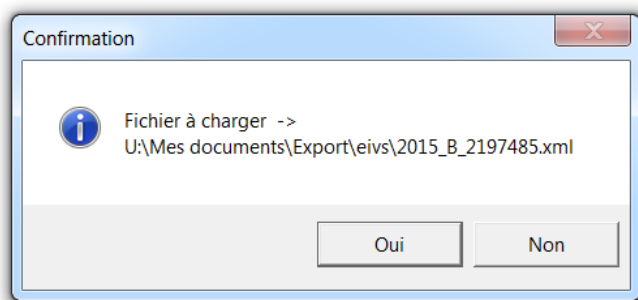 Confirmation
Fichier à charger ->
U:\Mes documents\Export\eivs\2015_B_2197485.xml
Oui
Non